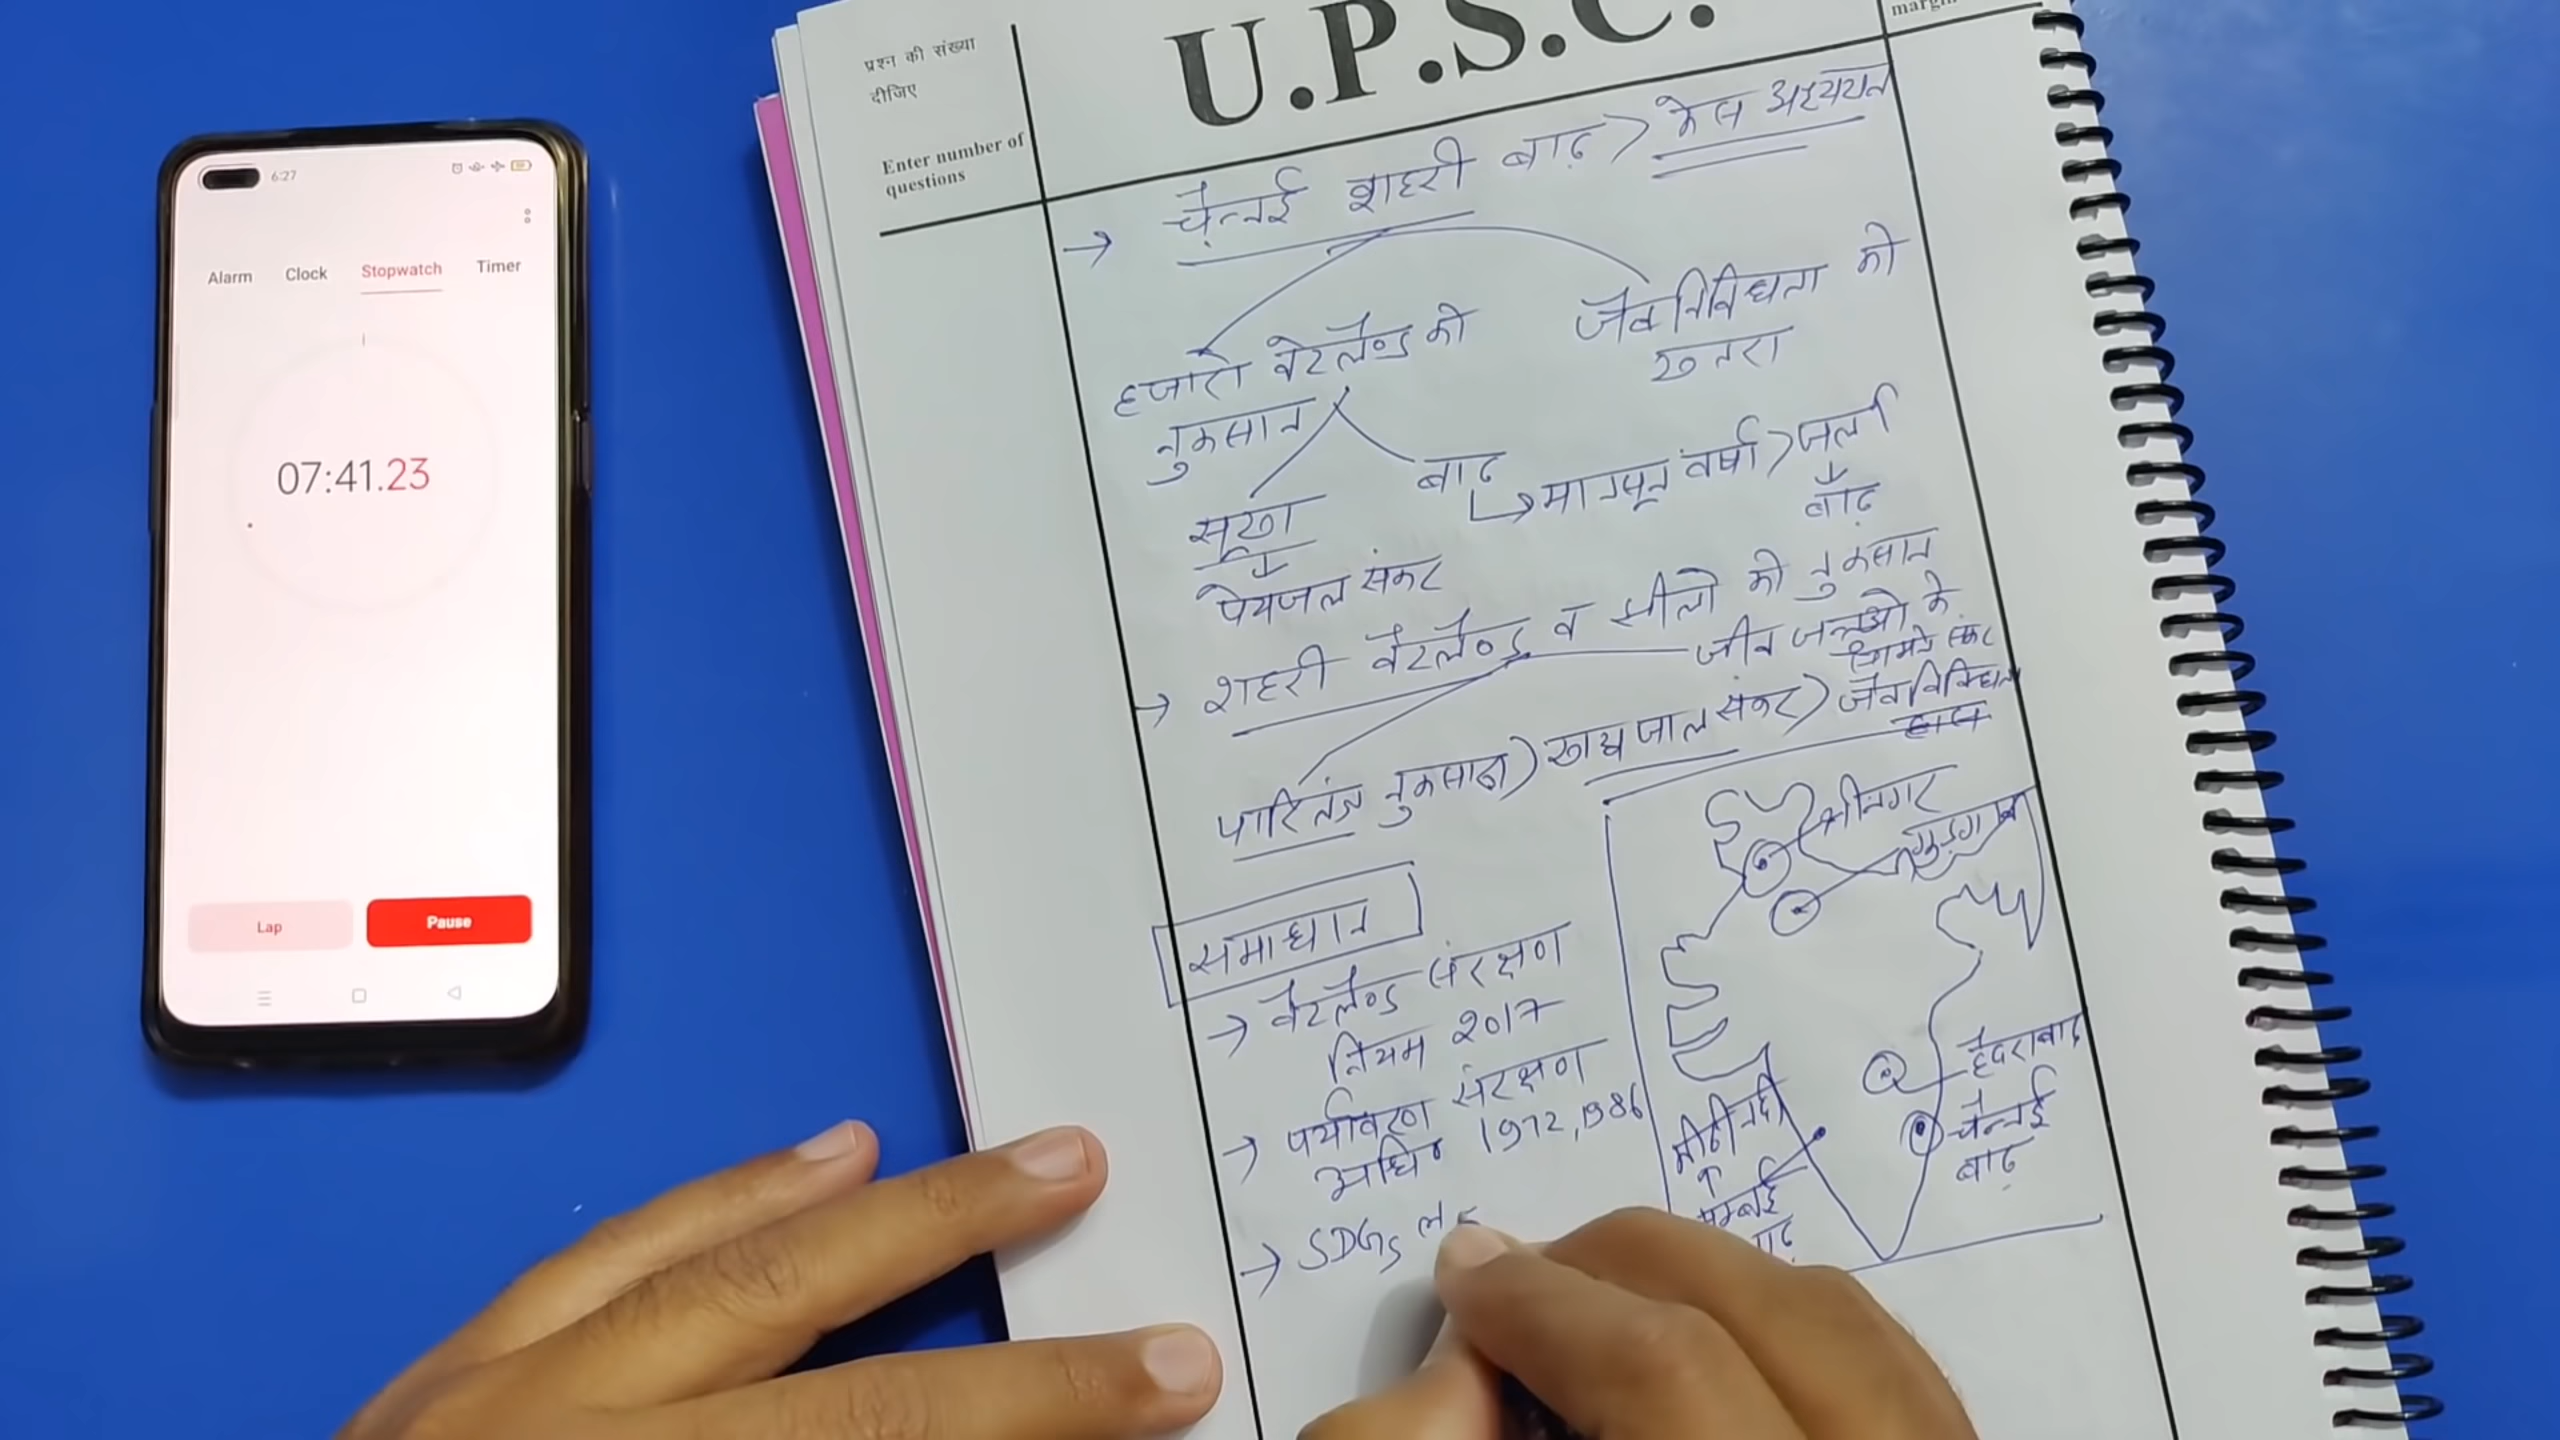 6:27
Alarm Clock Stopwatch Timer
07:41.23
Lap Pause
प्रश्न की संख्या
दीजिए
Enter number of
questions
U.P.S.C.
→ चेन्नई शहरी बाढ़ > केस अध्ययन
हजारो वेटलैण्ड को
नुकसान
जैवविविधता को
खतरा
सूखा
पेयजल संकट
बाढ़
↳ मानसून वर्षा > जल
बाढ़
→ शहरी वेटलैण्ड व झीलो को नुकसान
जीव जन्तुओ के
सामने संकट
पारितंत्र नुकसान > खाद्य जाल संकट > जैवविविधता
समाधान
→ वेटलैण्ड संरक्षण
नियम 2017
→ पर्यावरण संरक्षण
अधि॰ 1972, 1986
→ SDGs
श्रीनगर
गुड़गाव
हैदराबाद
चेन्नई
बाढ़
मीठी नदी
मुम्बई